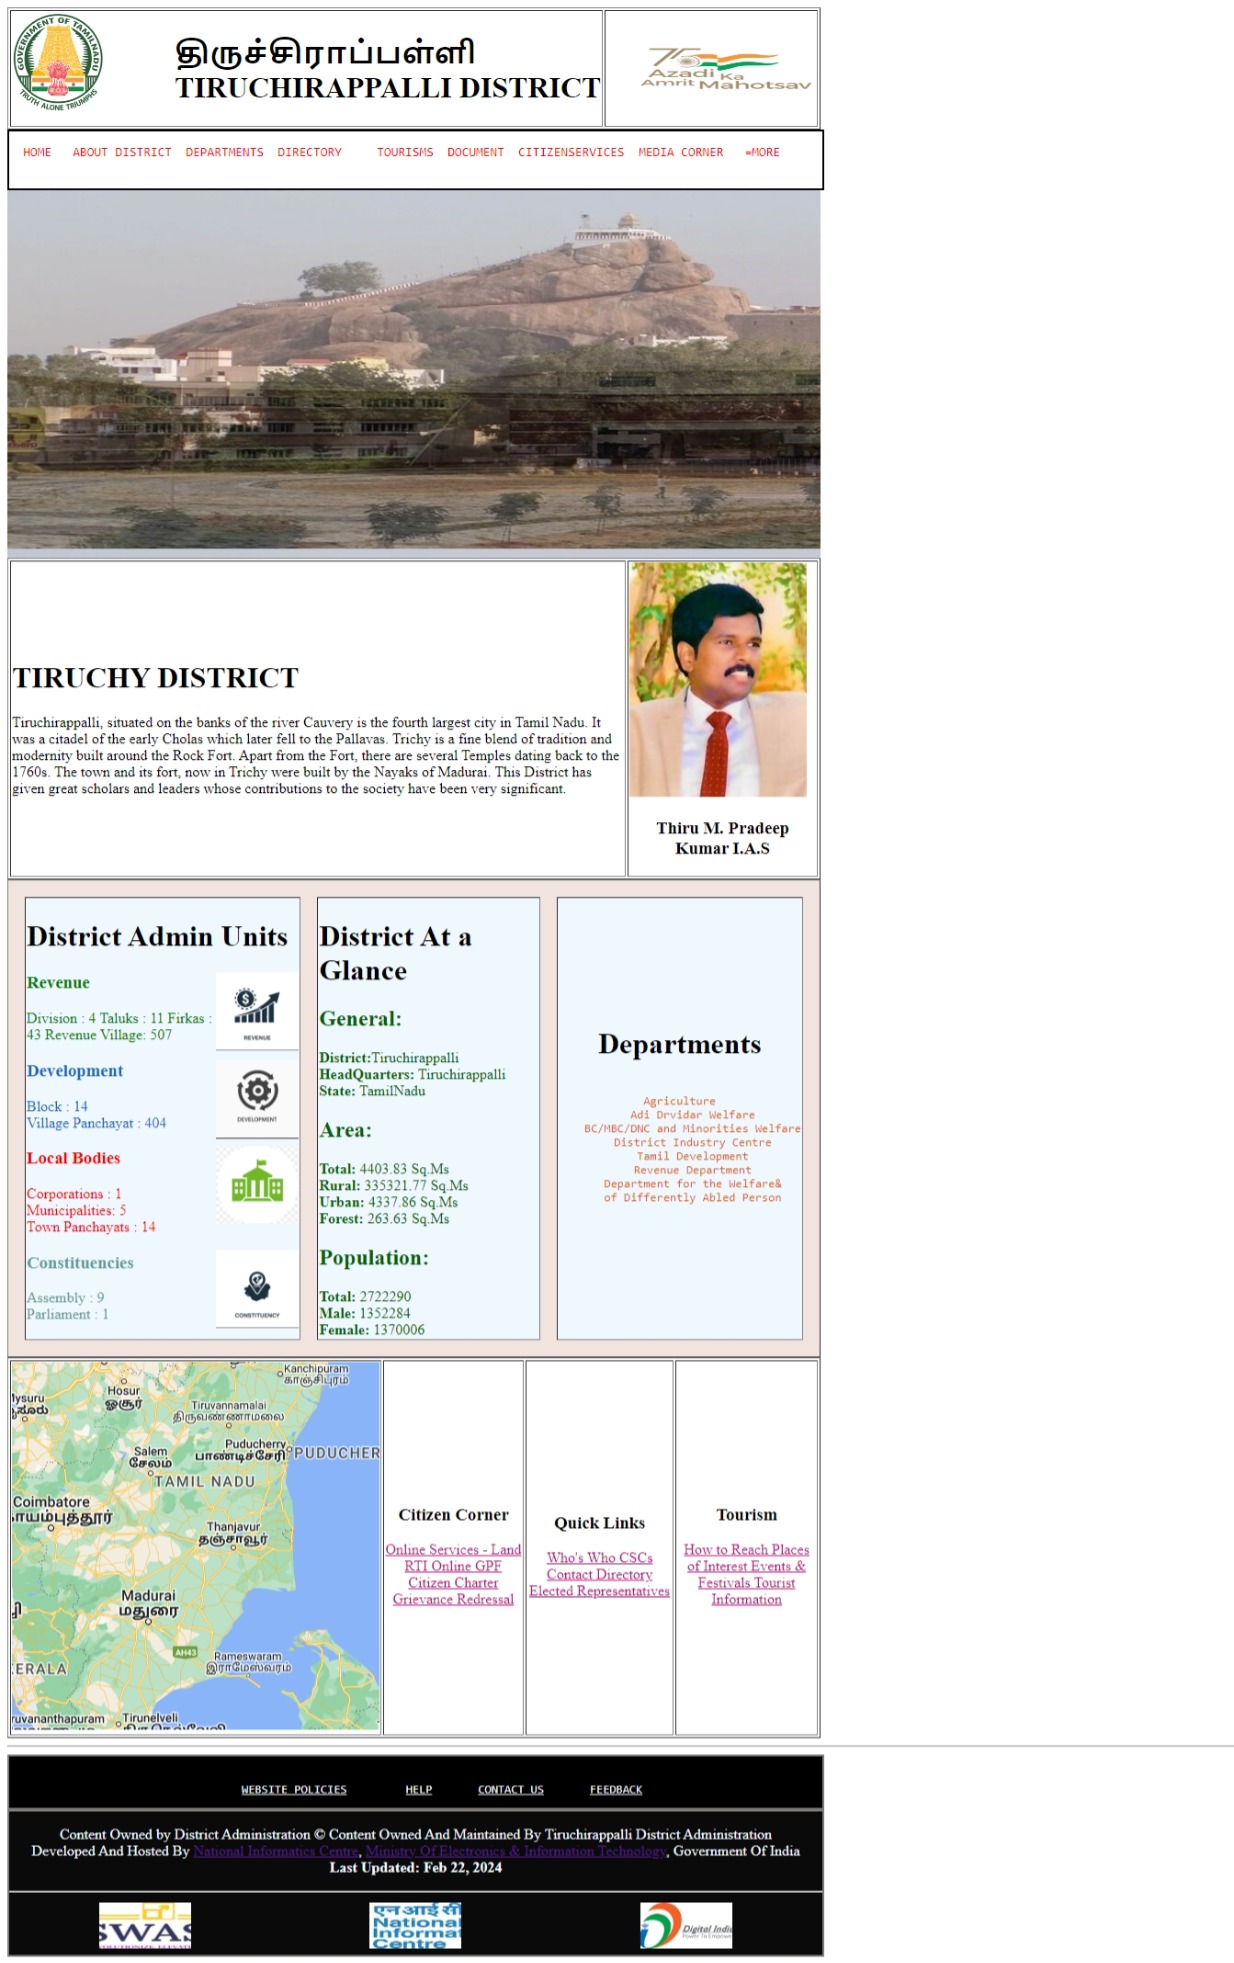 GOVERNMENT OF TAMILNADU
TRUTH ALONE TRIUMPHS
திருச்சிராப்பள்ளி
TIRUCHIRAPPALLI DISTRICT
75
Azadi Ka
Amrit Mahotsav
HOME ABOUT DISTRICT DEPARTMENTS DIRECTORY TOURISMS DOCUMENT CITIZENSERVICES MEDIA CORNER =MORE
TIRUCHY DISTRICT
Tiruchirappalli, situated on the banks of the river Cauvery is the fourth largest city in Tamil Nadu. It
was a citadel of the early Cholas which later fell to the Pallavas. Trichy is a fine blend of tradition and
modernity built around the Rock Fort. Apart from the Fort, there are several Temples dating back to the
1760s. The town and its fort, now in Trichy were built by the Nayaks of Madurai. This District has
given great scholars and leaders whose contributions to the society have been very significant.
Thiru M. Pradeep
Kumar I.A.S
District Admin Units
Revenue
Division : 4 Taluks : 11 Firkas :
43 Revenue Village: 507
REVENUE
Development
Block : 14
Village Panchayat : 404
DEVELOPMENT
Local Bodies
Corporations : 1
Municipalities: 5
Town Panchayats : 14
Constituencies
Assembly : 9
Parliament : 1
CONSTITUENCY
District At a
Glance
General:
District:Tiruchirappalli
HeadQuarters: Tiruchirappalli
State: TamilNadu
Area:
Total: 4403.83 Sq.Ms
Rural: 335321.77 Sq.Ms
Urban: 4337.86 Sq.Ms
Forest: 263.63 Sq.Ms
Population:
Total: 2722290
Male: 1352284
Female: 1370006
Departments
Agriculture
Adi Drvidar Welfare
BC/MBC/DNC and Minorities Welfare
District Industry Centre
Tamil Development
Revenue Department
Department for the Welfare&
of Differently Abled Person
Kanchipuram
காஞ்சிபுரம்
Hosur
ஓசூர்
Tiruvannamalai
திருவண்ணாமலை
Salem
சேலம்
Puducherry
பாண்டிச்சேரி
PUDUCHER
TAMIL NADU
Coimbatore
Thanjavur
தஞ்சாவூர்
Madurai
மதுரை
AH43
Rameswaram
இராமேஸ்வரம்
ERALA
ruvananthapuram
Tirunelveli
Citizen Corner
Online Services - Land
RTI Online GPF
Citizen Charter
Grievance Redressal
Quick Links
Who's Who CSCs
Contact Directory
Elected Representatives
Tourism
How to Reach Places
of Interest Events &
Festivals Tourist
Information
WEBSITE POLICIES HELP CONTACT US FEEDBACK
Content Owned by District Administration © Content Owned And Maintained By Tiruchirappalli District Administration
Developed And Hosted By National Informatics Centre, Ministry Of Electronics & Information Technology, Government Of India
Last Updated: Feb 22, 2024
SWAS
एन आई सी
National
Informat
Centre
Digital India
Power To Empower